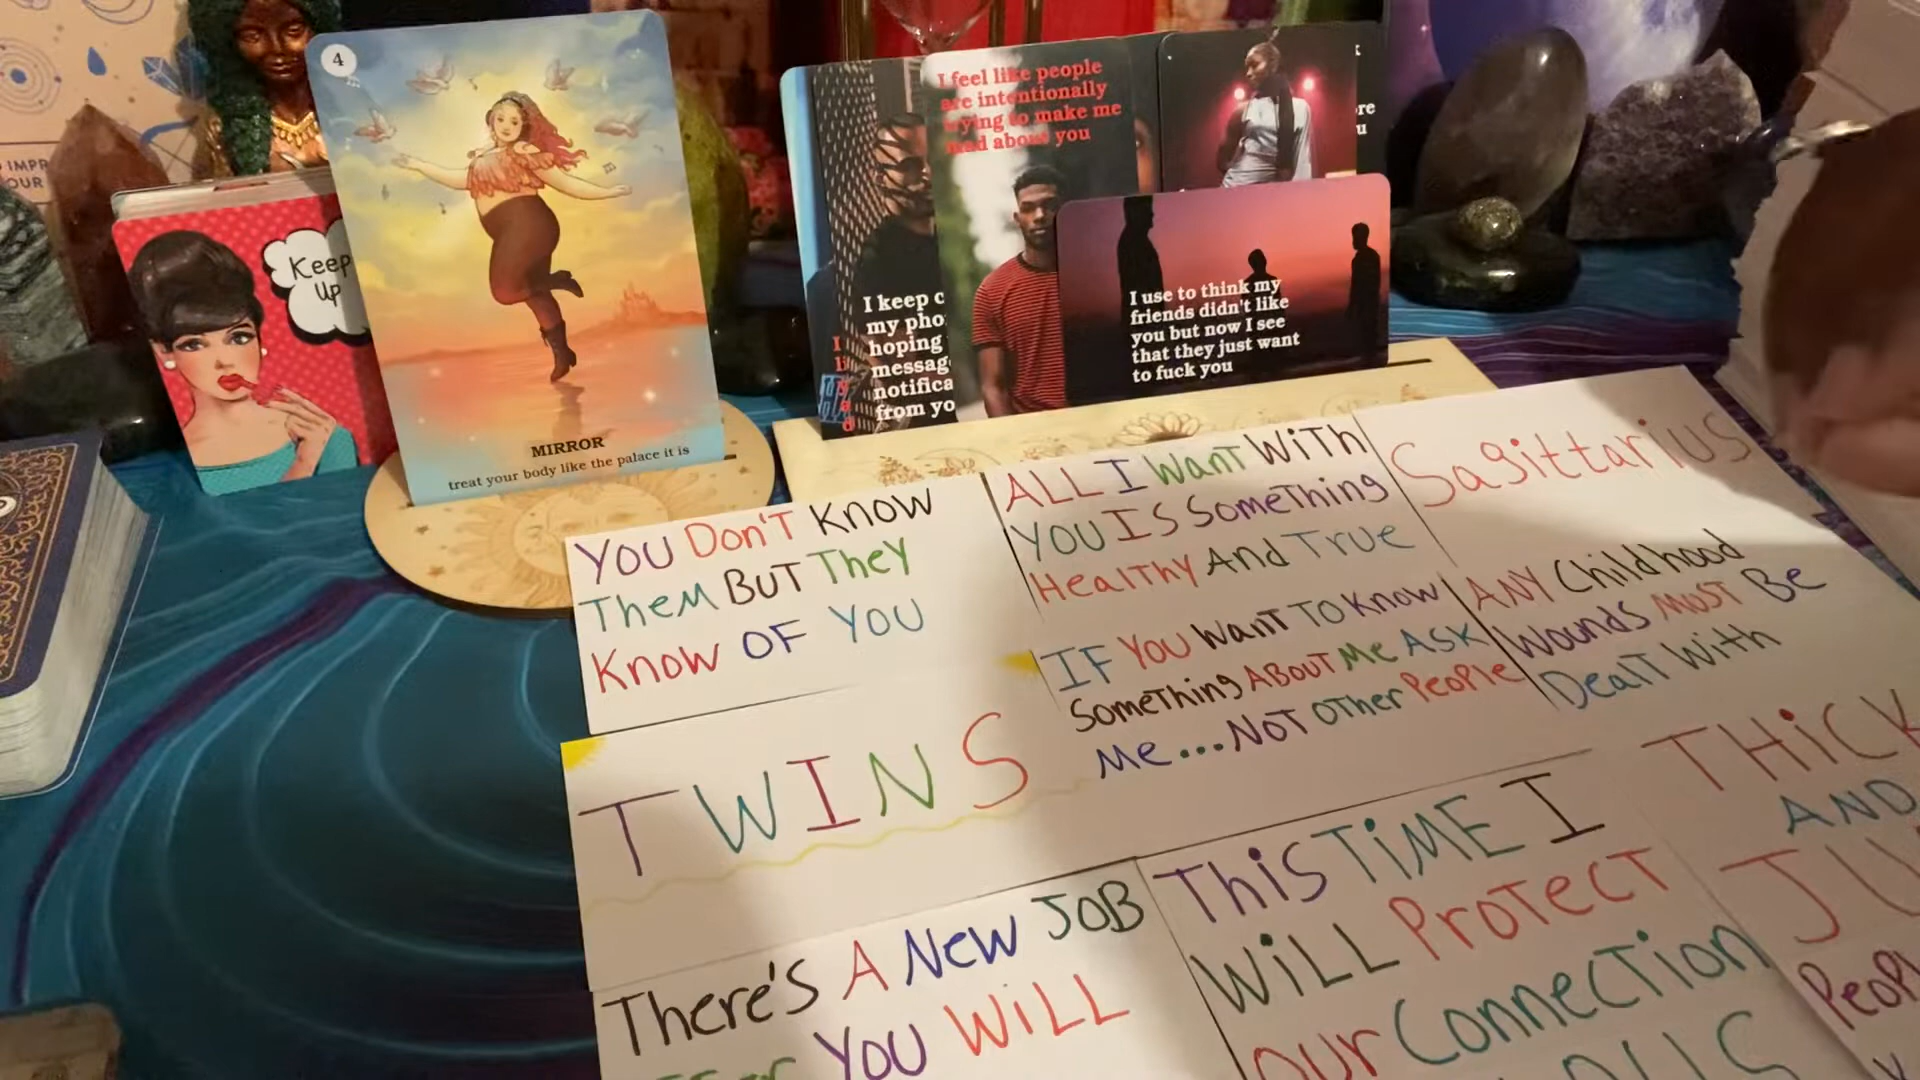 4
Keep
Up
MIRROR
treat your body like the palace it is
IMPR
OUR
I feel like people
are intentionally
trying to make me
mad about you
I keep c
my pho
hoping
messag
notifica
from yo
re
u
I use to think my
friends didn't like
you but now I see
that they just want
to fuck you
YOU Don'T KNOW
TheM BUT They
Know OF YOU
ALL I WanT WiTh
YOU IS SomeThing
HealThy And True
Sagittarius
IF YOU WanT TO Know
SomeThing ABOUT Me ASK
Me...NOT OTher PeoPle
ANY Childhood
Wounds MUST Be
DealT WiTh
TWINS
There's A New JOB
YOU WiLL
ThiS TiME I
WiLL ProTecT
OUr ConnecTion
THiCK
AND
JU
PeoPl